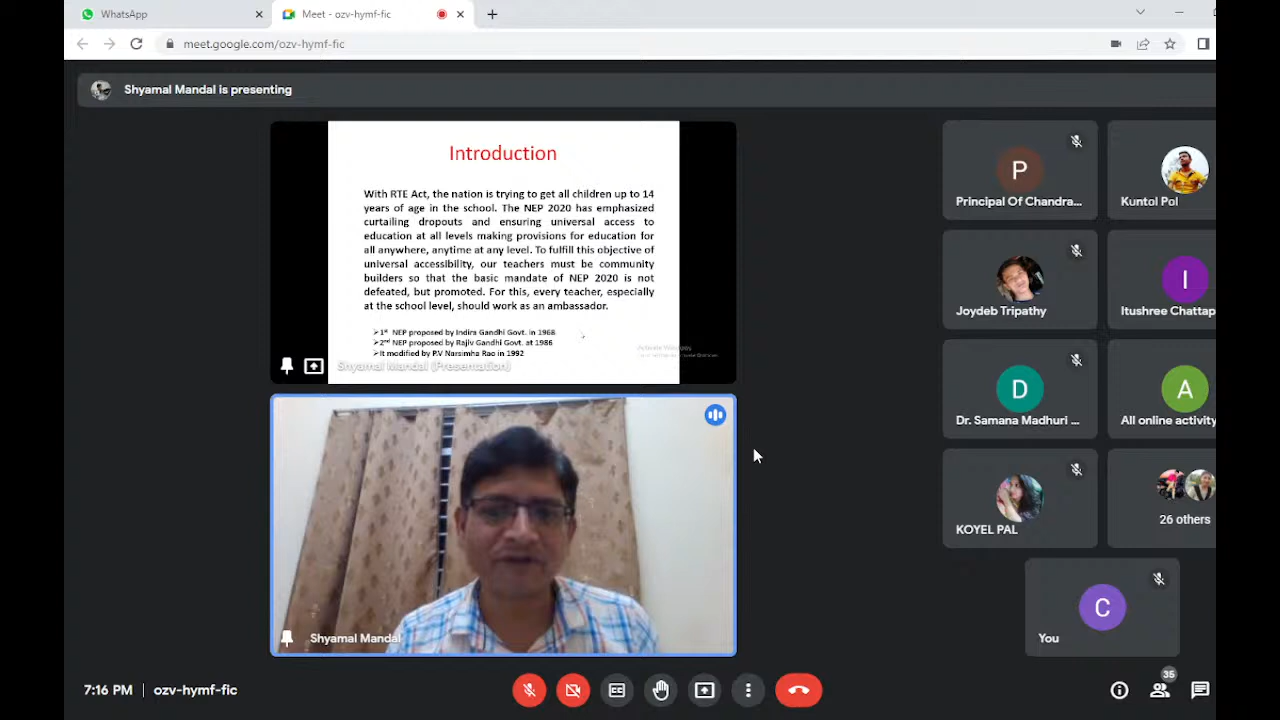 WhatsApp
Meet - ozv-hymf-fic
meet.google.com/ozv-hymf-fic
Shyamal Mandal is presenting
Introduction
With RTE Act, the nation is trying to get all children up to 14
years of age in the school. The NEP 2020 has emphasized
curtailing dropouts and ensuring universal access to
education at all levels making provisions for education for
all anywhere, anytime at any level. To fulfill this objective of
universal accessibility, our teachers must be community
builders so that the basic mandate of NEP 2020 is not
defeated, but promoted. For this, every teacher, especially
at the school level, should work as an ambassador.
➢1st NEP proposed by Indira Gandhi Govt. in 1968
➢2nd NEP proposed by Rajiv Gandhi Govt. at 1986
➢It modified by P.V Narsimha Rao in 1992
Shyamal Mandal (Presentation)
Shyamal Mandal
P
Principal Of Chandra...
Kuntol Pol
Joydeb Tripathy
I
Itushree Chattap
D
Dr. Samana Madhuri ...
A
All online activity
KOYEL PAL
26 others
C
You
7:16 PM | ozv-hymf-fic
CC
35